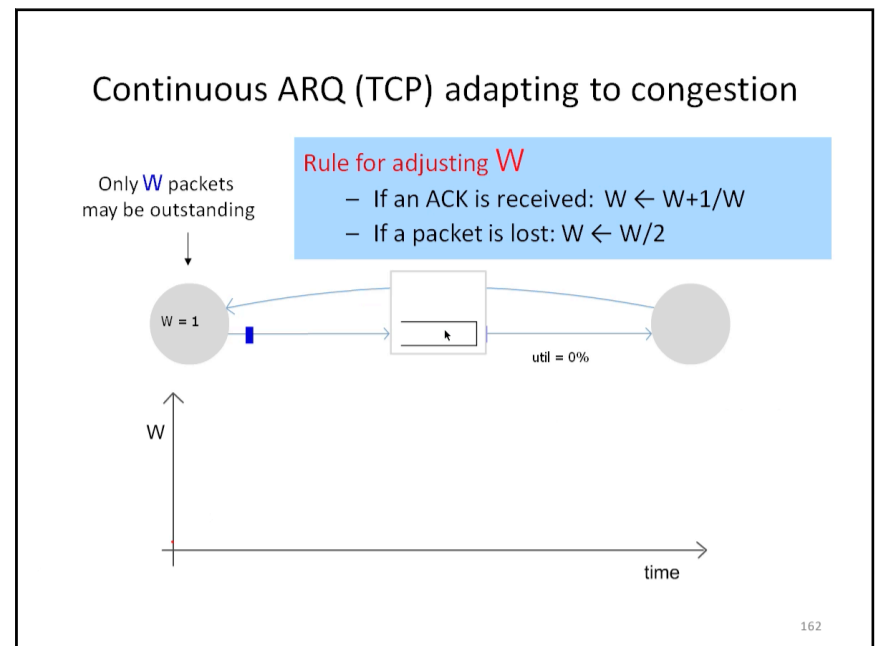 Continuous ARQ (TCP) adapting to congestion
Only W packets
may be outstanding
Rule for adjusting W
– If an ACK is received: W ← W+1/W
– If a packet is lost: W ← W/2
W = 1
util = 0%
W
time
162